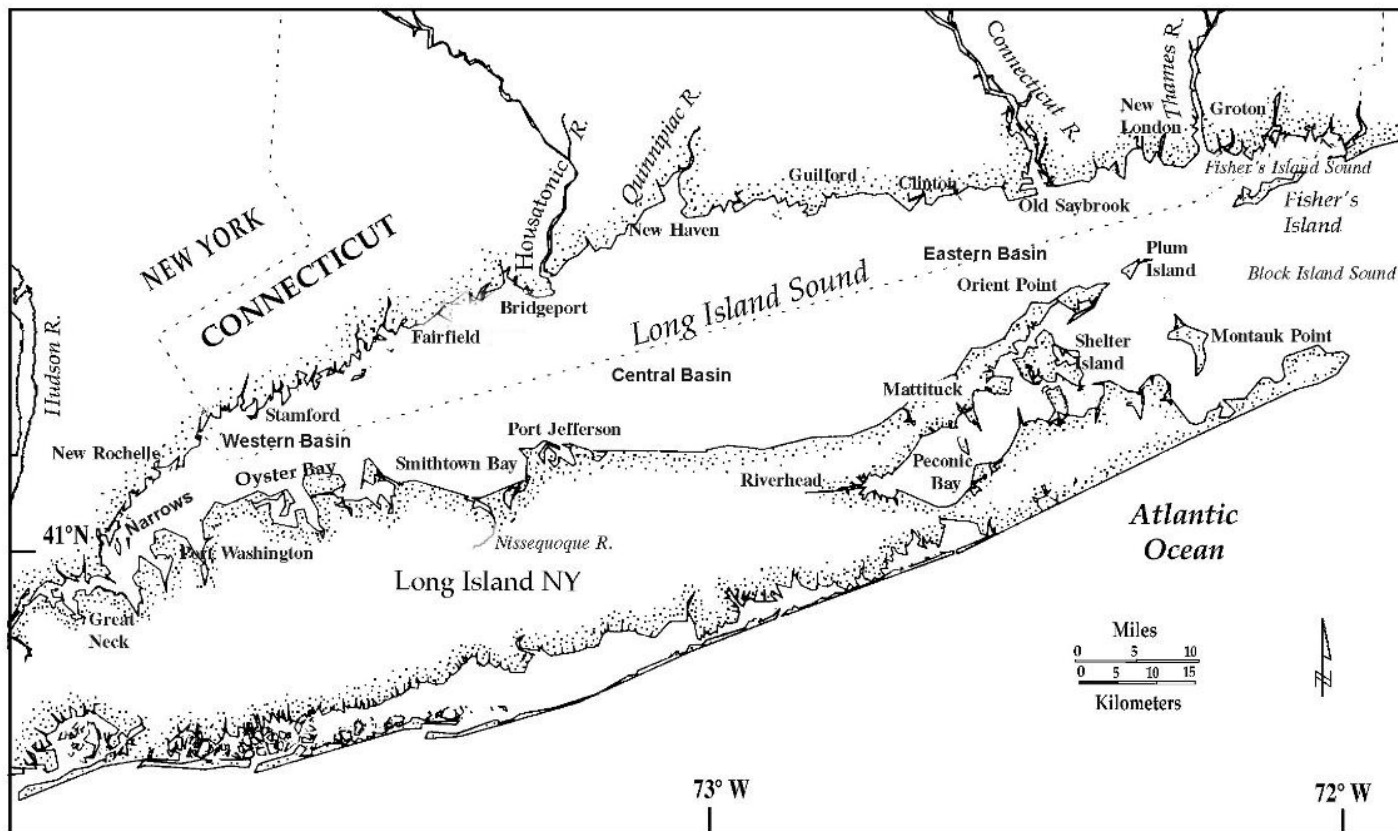 Connecticut R.
Thames R.
New
London
Groton
Housatonic R.
Quinnipiac R.
Guilford
Clinton
Fisher's Island Sound
Old Saybrook
Fisher's
Island
NEW YORK
CONNECTICUT
New Haven
Eastern Basin
Plum
Island
Block Island Sound
Orient Point
Long Island Sound
Bridgeport
Fairfield
Hudson R.
Shelter
Island
Montauk Point
Central Basin
Mattituck
Stamford
Western Basin
Port Jefferson
New Rochelle
Oyster Bay
Smithtown Bay
Riverhead
Peconic
Bay
Narrows
41°N
Port Washington
Nissequoque R.
Atlantic
Ocean
Long Island NY
Great
Neck
Miles
0 5 10
0 5 10 15
Kilometers
N
73° W
72° W